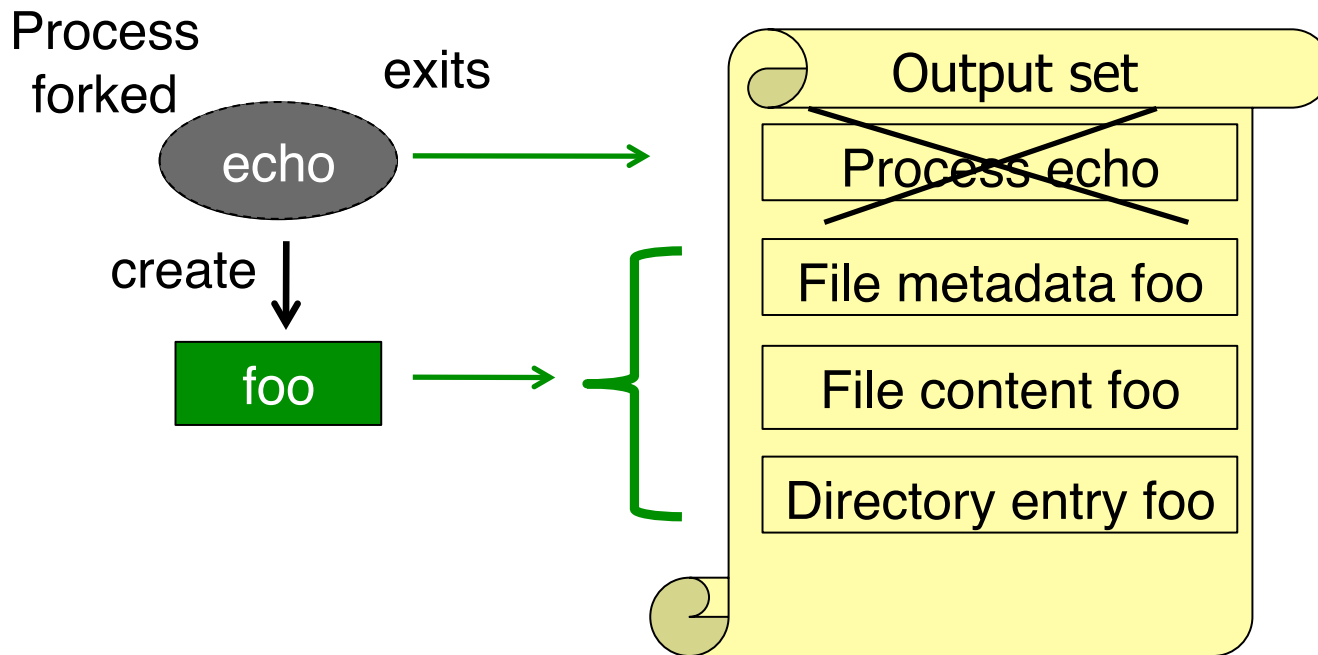 Process
forked
exits
echo
create
foo
Output set
Process echo
File metadata foo
File content foo
Directory entry foo